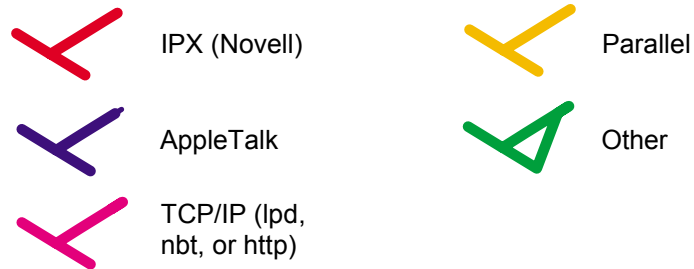 IPX (Novell)
Parallel
AppleTalk
Other
TCP/IP (lpd,
nbt, or http)